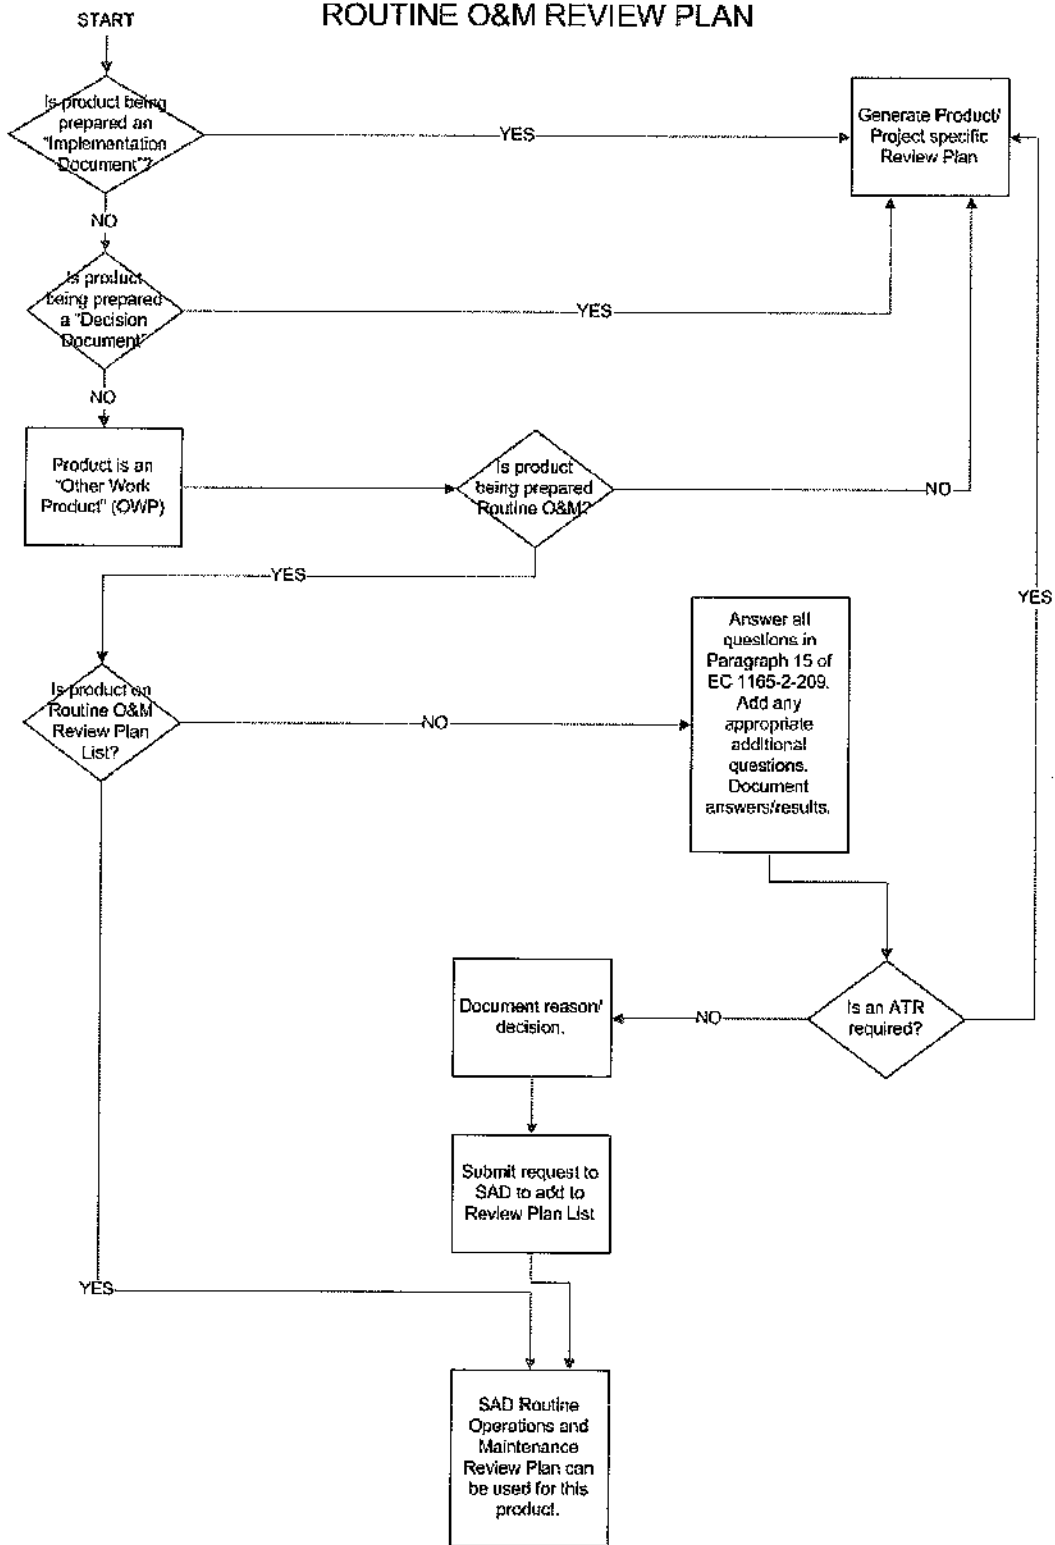 ROUTINE O&M REVIEW PLAN
START
Is product being
prepared an
"Implementation
Document"?
YES
Generate Product/
Project specific
Review Plan
NO
Is product
being prepared
a "Decision
Document"
YES
NO
Product is an
"Other Work
Product" (OWP)
Is product
being prepared
Routine O&M?
NO
YES
YES
Answer all
questions in
Paragraph 15 of
EC 1165-2-209.
Add any
appropriate
additional
questions.
Document
answers/results.
Is product on
Routine O&M
Review Plan
List?
NO
Is an ATR
required?
NO
Document reason/
decision.
Submit request to
SAD to add to
Review Plan List
YES
SAD Routine
Operations and
Maintenance
Review Plan can
be used for this
product.